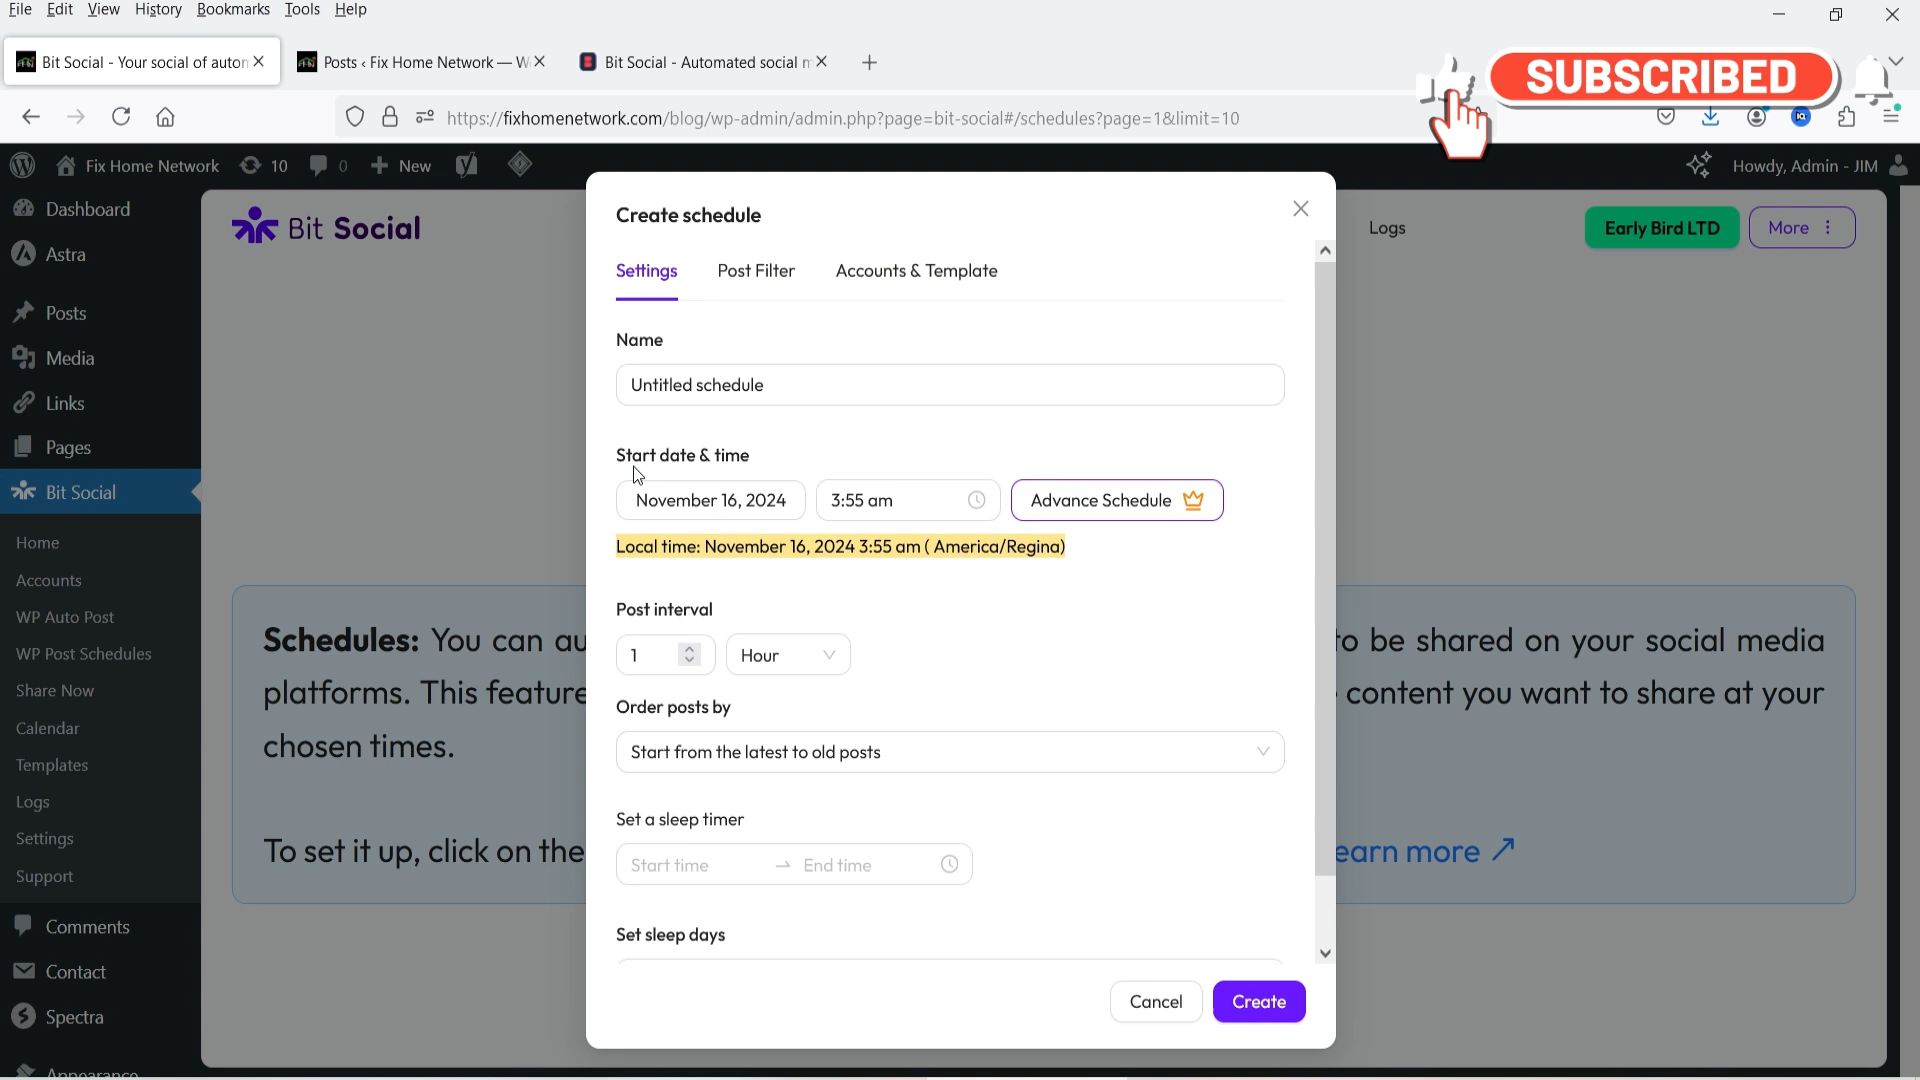 File Edit View History Bookmarks Tools Help
Bit Social - Your social of auton
Posts ‹ Fix Home Network — W
Bit Social - Automated social m
SUBSCRIBED
https://fixhomenetwork.com/blog/wp-admin/admin.php?page=bit-social#/schedules?page=1&limit=10
Fix Home Network 10 0 New
Howdy, Admin - JIM
Dashboard
Astra
Posts
Media
Links
Pages
Bit Social
Home
Accounts
WP Auto Post
WP Post Schedules
Share Now
Calendar
Templates
Logs
Settings
Support
Comments
Contact
Spectra
Appearance
Bit Social
Logs
Early Bird LTD
More
Schedules: You can au
to be shared on your social media
platforms. This feature
content you want to share at your
chosen times.
To set it up, click on the
earn more
Create schedule
Settings
Post Filter
Accounts & Template
Name
Untitled schedule
Start date & time
November 16, 2024
3:55 am
Advance Schedule
Local time: November 16, 2024 3:55 am ( America/Regina)
Post interval
1
Hour
Order posts by
Start from the latest to old posts
Set a sleep timer
Start time
End time
Set sleep days
Cancel
Create